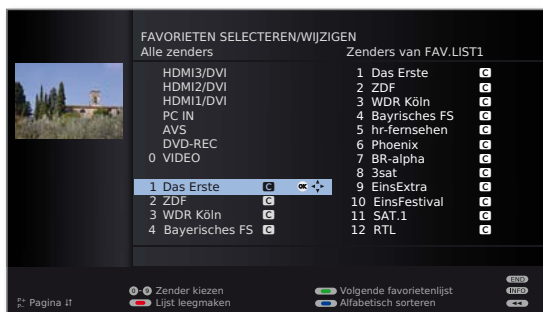 FAVORIETEN SELECTEREN/WIJZIGEN
Alle zenders
HDMI3/DVI
HDMI2/DVI
HDMI1/DVI
PC IN
AVS
DVD-REC
0 VIDEO
1 Das Erste C OK
2 ZDF C
3 WDR Köln C
4 Bayerisches FS C
Zenders van FAV.LIST1
1 Das Erste C
2 ZDF C
3 WDR Köln C
4 Bayrisches FS C
5 hr-fernsehen C
6 Phoenix C
7 BR-alpha C
8 3sat C
9 EinsExtra C
10 EinsFestival C
11 SAT.1 C
12 RTL C
P+
P- Pagina
0-9 Zender kiezen
Lijst leegmaken
Volgende favorietenlijst
Alfabetisch sorteren
END
INFO